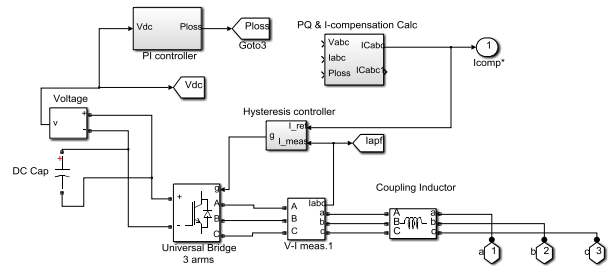 PQ & I-compensation Calc
Vdc
Ploss
PI controller
Ploss
Goto3
Vabc
Iabc
Ploss
ICabc
ICabc1
1
Icomp*
Vdc
Voltage
v
+
-
Hysteresis controller
g
I_ref
I_meas
Iapf
+
DC Cap
+
-
g
A
B
C
Universal Bridge
3 arms
A
B
C
Iabc
a
b
c
V-I meas.1
Coupling Inductor
A
B
C
a
b
c
a
1
b
2
c
3